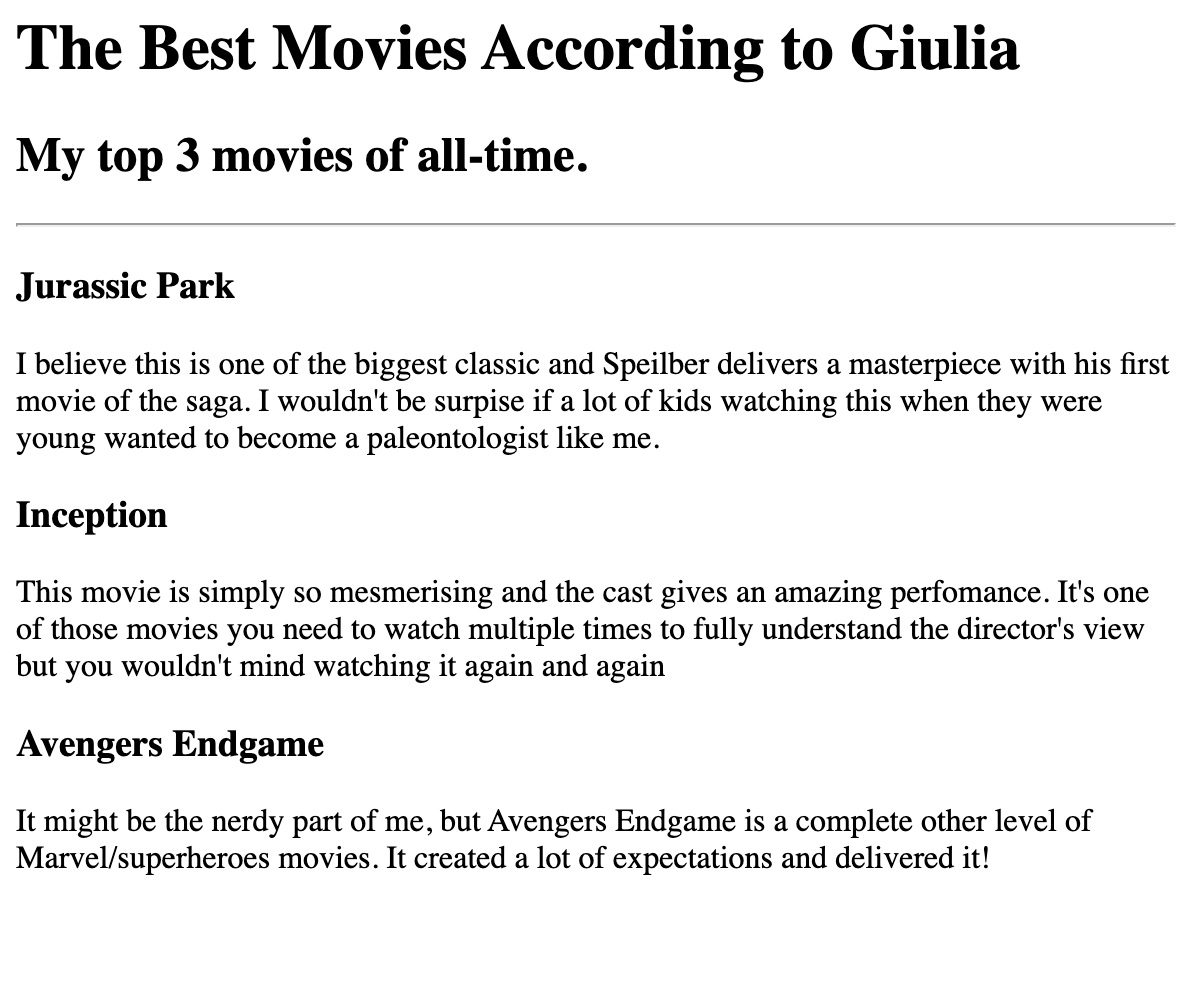 The Best Movies According to Giulia
My top 3 movies of all-time.
Jurassic Park
I believe this is one of the biggest classic and Speilber delivers a masterpiece with his first
movie of the saga. I wouldn't be surpise if a lot of kids watching this when they were
young wanted to become a paleontologist like me.
Inception
This movie is simply so mesmerising and the cast gives an amazing perfomance. It's one
of those movies you need to watch multiple times to fully understand the director's view
but you wouldn't mind watching it again and again
Avengers Endgame
It might be the nerdy part of me, but Avengers Endgame is a complete other level of
Marvel/superheroes movies. It created a lot of expectations and delivered it!